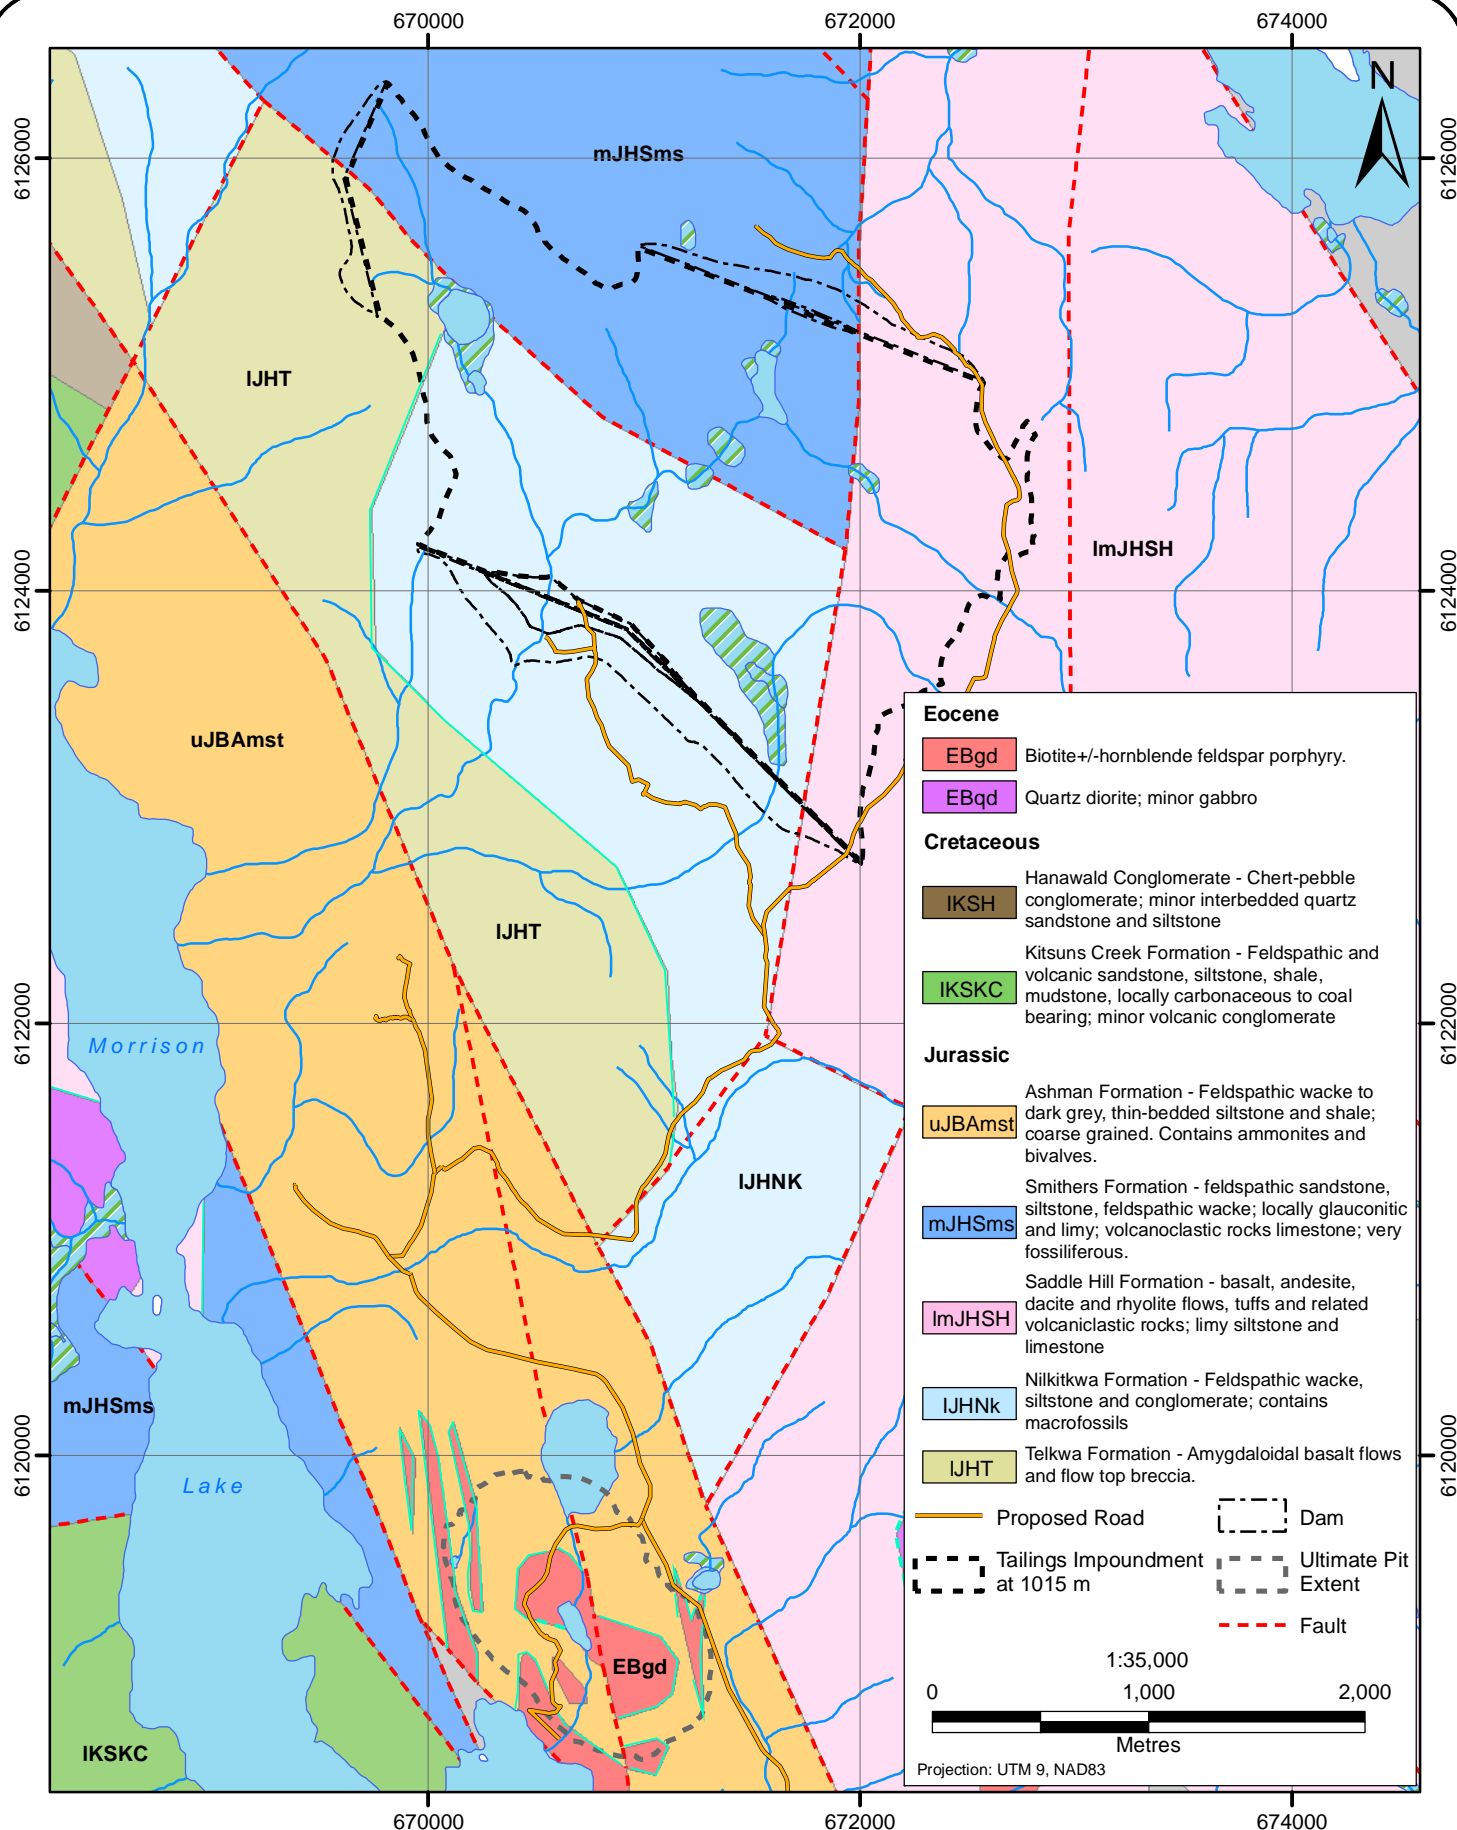 670000
672000
674000
N
6126000
6126000
mJHSms
lJHT
lmJHSH
6124000
6124000
uJBAmst
lJHT
6122000
6122000
Morrison
lJHNK
mJHSms
Lake
6120000
6120000
EBgd
lKSKC
Eocene
EBgd
Biotite+/-hornblende feldspar porphyry.
EBqd
Quartz diorite; minor gabbro
Cretaceous
lKSH
Hanawald Conglomerate - Chert-pebble
conglomerate; minor interbedded quartz
sandstone and siltstone
lKSKC
Kitsuns Creek Formation - Feldspathic and
volcanic sandstone, siltstone, shale,
mudstone, locally carbonaceous to coal
bearing; minor volcanic conglomerate
Jurassic
uJBAmst
Ashman Formation - Feldspathic wacke to
dark grey, thin-bedded siltstone and shale;
coarse grained. Contains ammonites and
bivalves.
mJHSms
Smithers Formation - feldspathic sandstone,
siltstone, feldspathic wacke; locally glauconitic
and limy; volcanoclastic rocks limestone; very
fossiliferous.
lmJHSH
Saddle Hill Formation - basalt, andesite,
dacite and rhyolite flows, tuffs and related
volcaniclastic rocks; limy siltstone and
limestone
lJHNk
Nilkitkwa Formation - Feldspathic wacke,
siltstone and conglomerate; contains
macrofossils
lJHT
Telkwa Formation - Amygdaloidal basalt flows
and flow top breccia.
Proposed Road
Dam
Tailings Impoundment
at 1015 m
Ultimate Pit
Extent
Fault
1:35,000
0 1,000 2,000
Metres
Projection: UTM 9, NAD83
670000
672000
674000